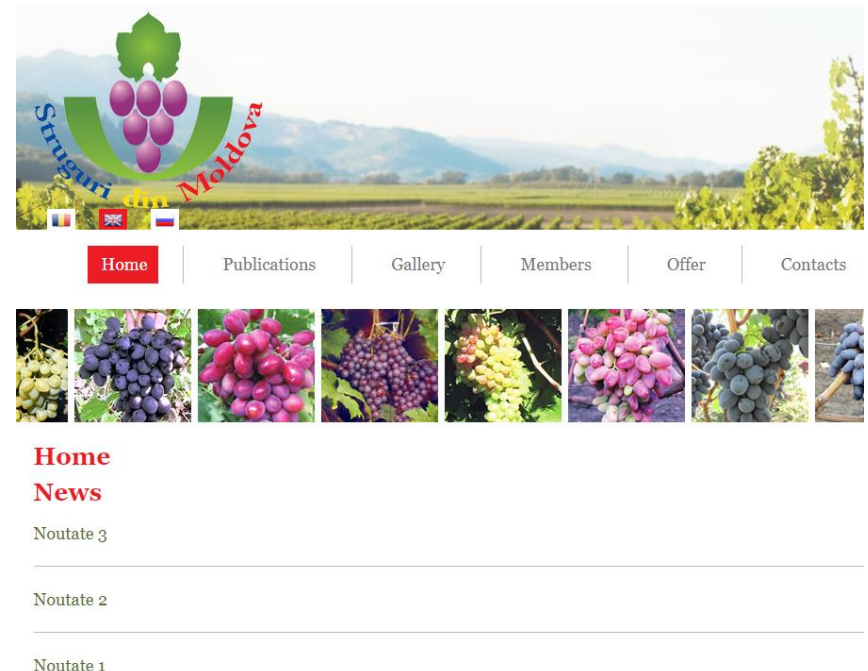 Struguri din Moldova
Home Publications Gallery Members Offer Contacts
Home
News
Noutate 3
Noutate 2
Noutate 1